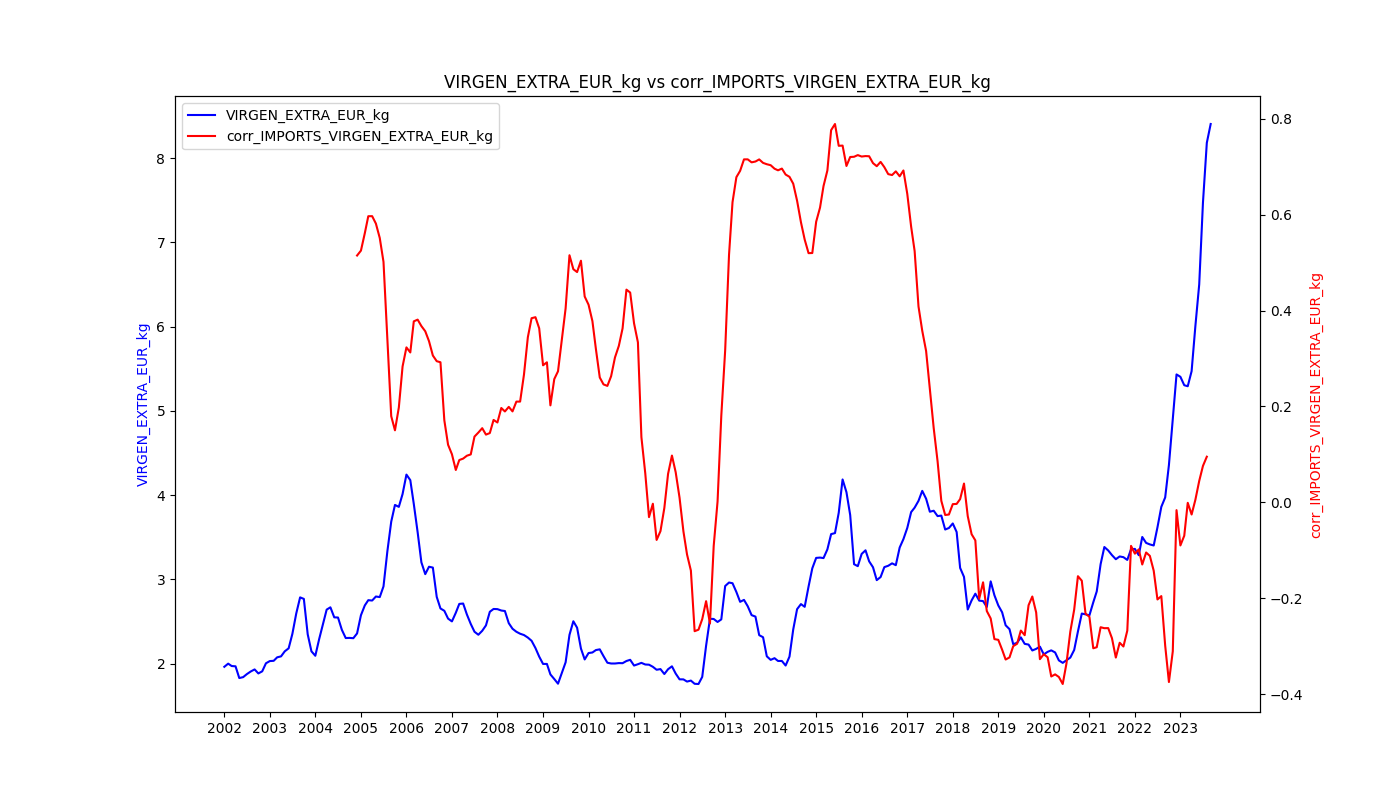 VIRGEN_EXTRA_EUR_kg vs corr_IMPORTS_VIRGEN_EXTRA_EUR_kg
VIRGEN_EXTRA_EUR_kg
corr_IMPORTS_VIRGEN_EXTRA_EUR_kg
VIRGEN_EXTRA_EUR_kg
8
7
6
5
4
3
2
0.8
0.6
0.4
0.2
0.0
−0.2
−0.4
corr_IMPORTS_VIRGEN_EXTRA_EUR_kg
2002 2003 2004 2005 2006 2007 2008 2009 2010 2011 2012 2013 2014 2015 2016 2017 2018 2019 2020 2021 2022 2023